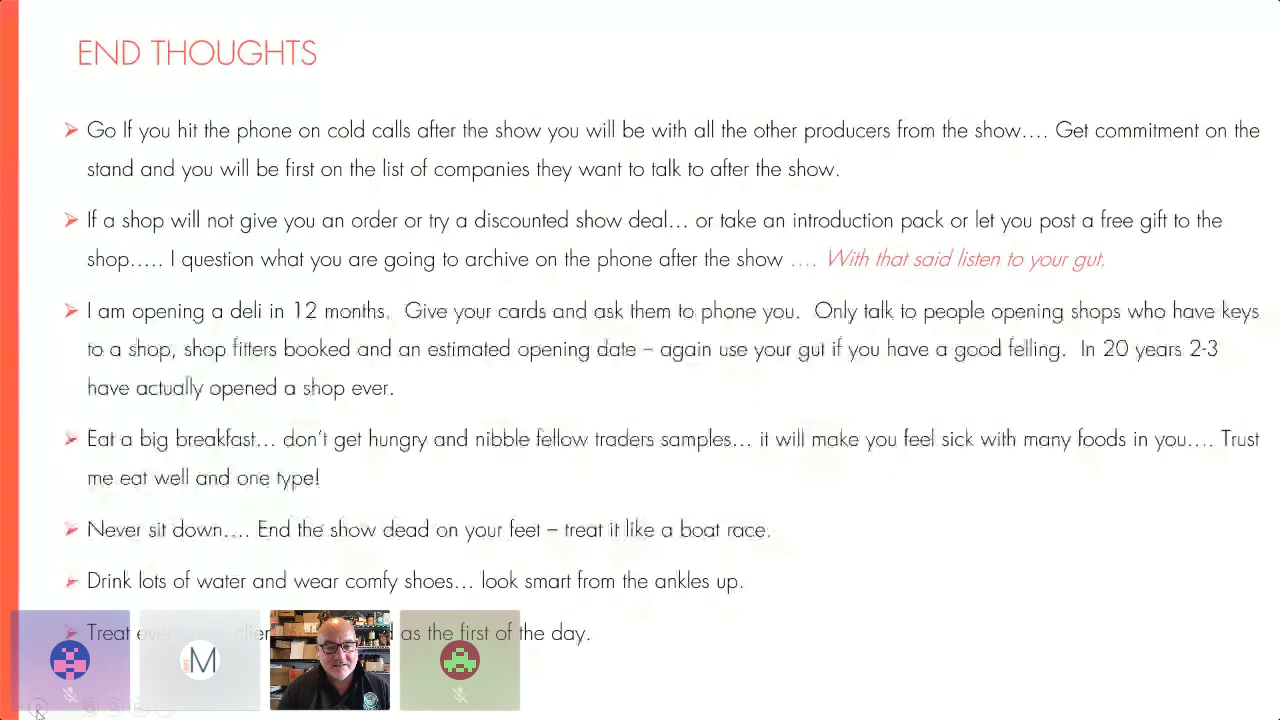 END THOUGHTS
Go If you hit the phone on cold calls after the show you will be with all the other producers from the show.... Get commitment on the
stand and you will be first on the list of companies they want to talk to after the show.
If a shop will not give you an order or try a discounted show deal... or take an introduction pack or let you post a free gift to the
shop..... I question what you are going to archive on the phone after the show .... With that said listen to your gut.
I am opening a deli in 12 months. Give your cards and ask them to phone you. Only talk to people opening shops who have keys
to a shop, shop fitters booked and an estimated opening date – again use your gut if you have a good felling. In 20 years 2-3
have actually opened a shop ever.
Eat a big breakfast... don't get hungry and nibble fellow traders samples... it will make you feel sick with many foods in you.... Trust
me eat well and one type!
Never sit down.... End the show dead on your feet – treat it like a boat race.
Drink lots of water and wear comfy shoes... look smart from the ankles up.
Treat as the first of the day.
M